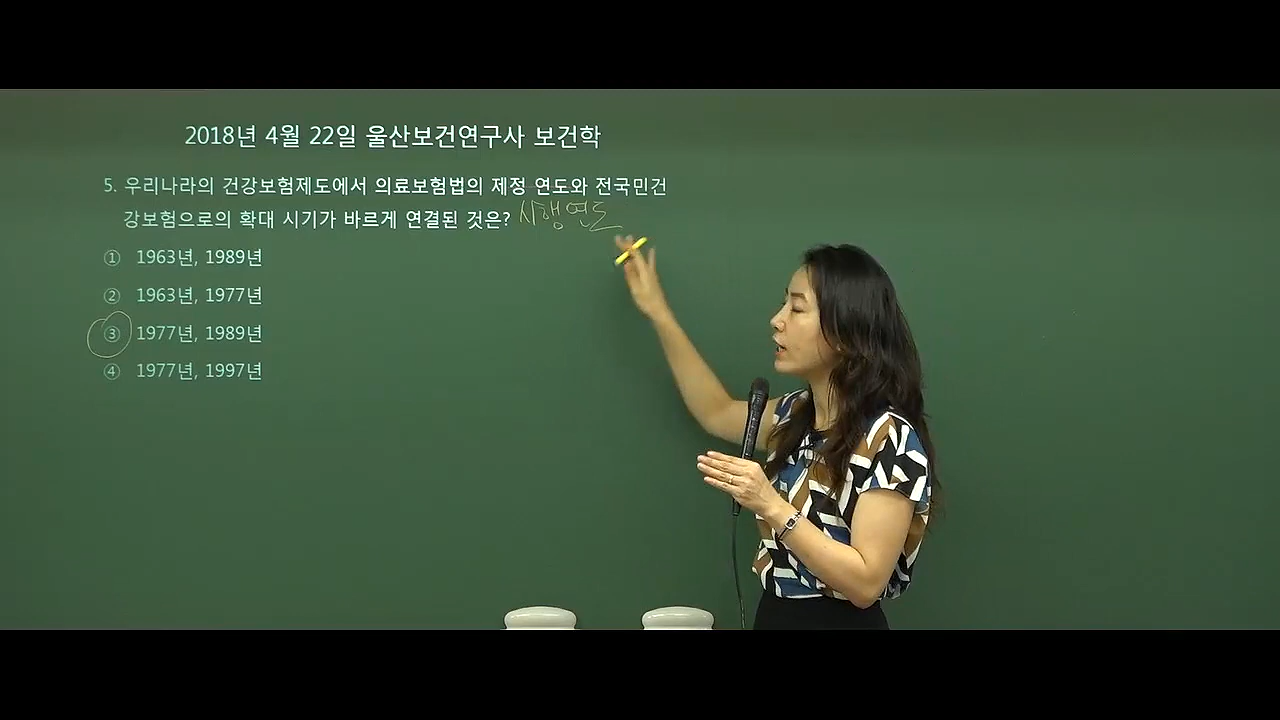 2018년 4월 22일 울산보건연구사 보건학
5. 우리나라의 건강보험제도에서 의료보험법의 제정 연도와 전국민건
강보험으로의 확대 시기가 바르게 연결된 것은? 시행연도
① 1963년, 1989년
② 1963년, 1977년
③ 1977년, 1989년
④ 1977년, 1997년